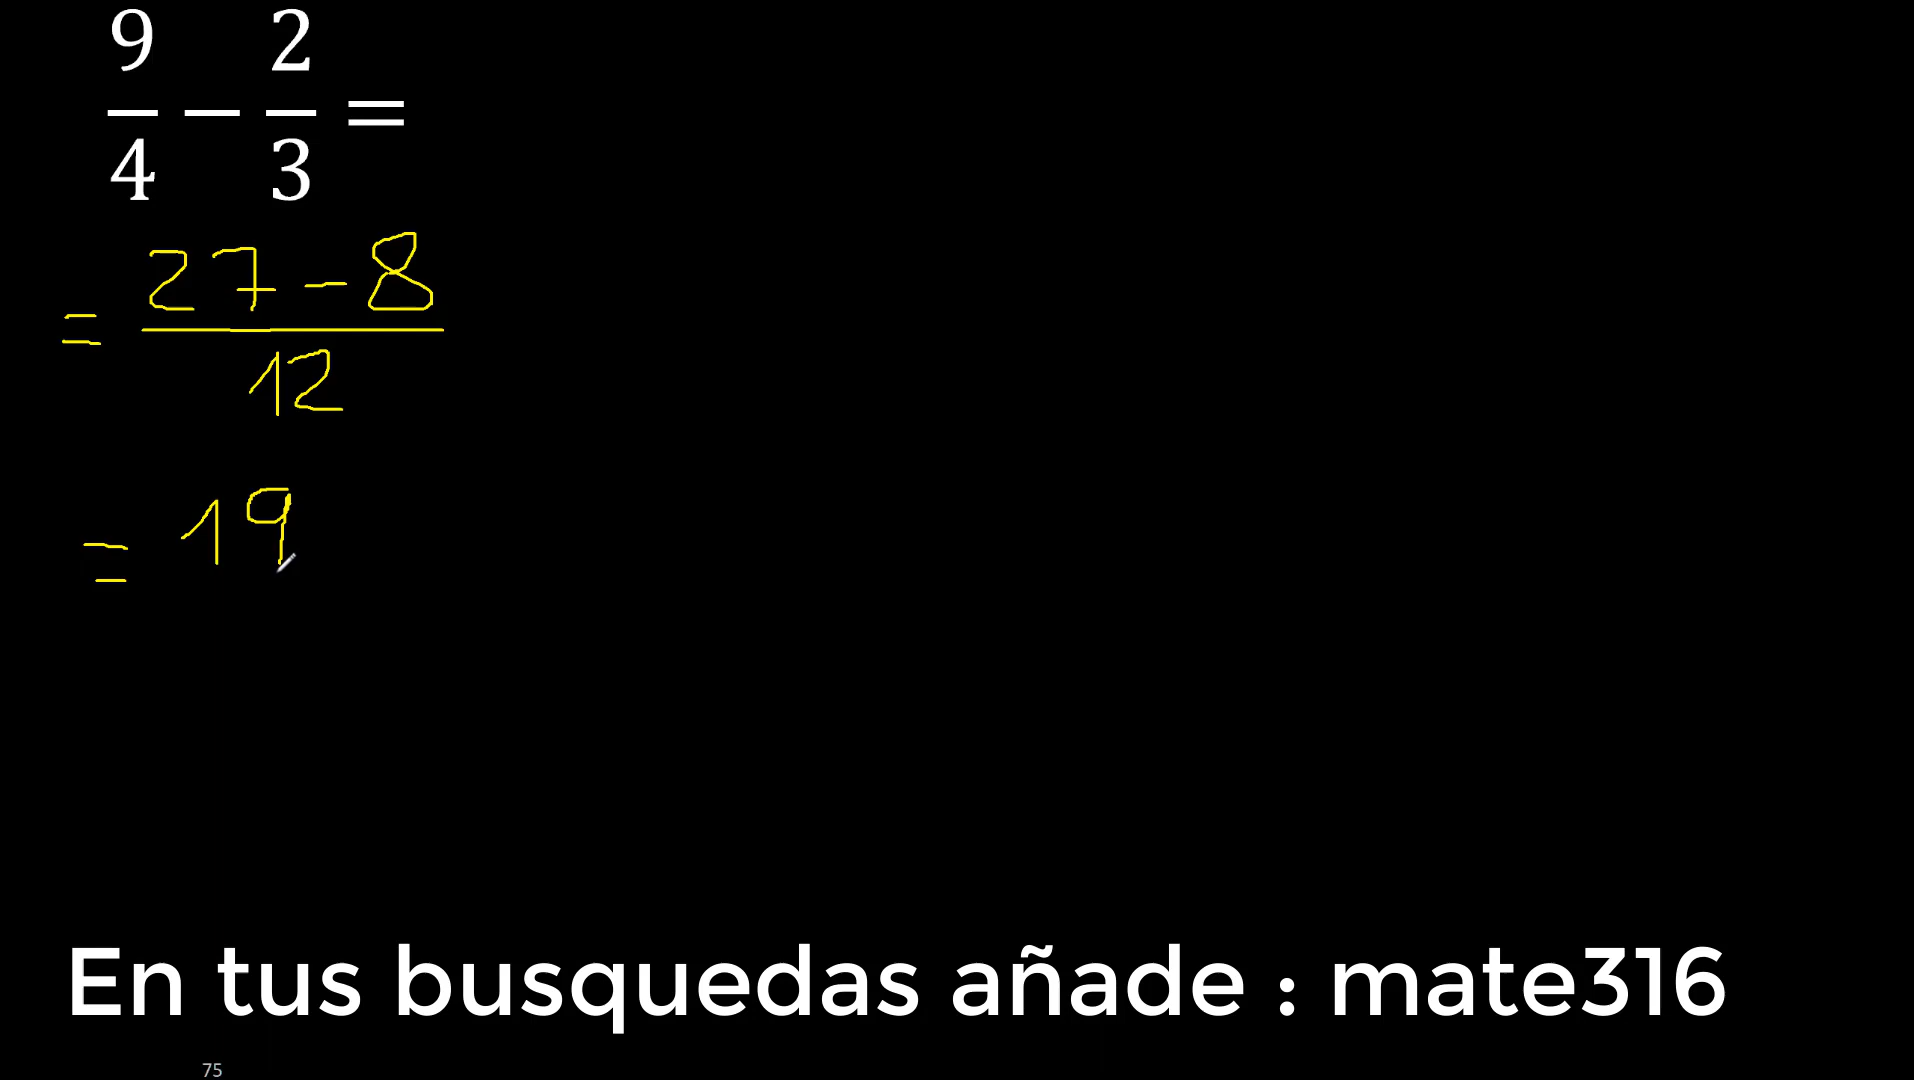 9/4 − 2/3 =
= 27 - 8 / 12
= 19
En tus busquedas añade : mate316
75